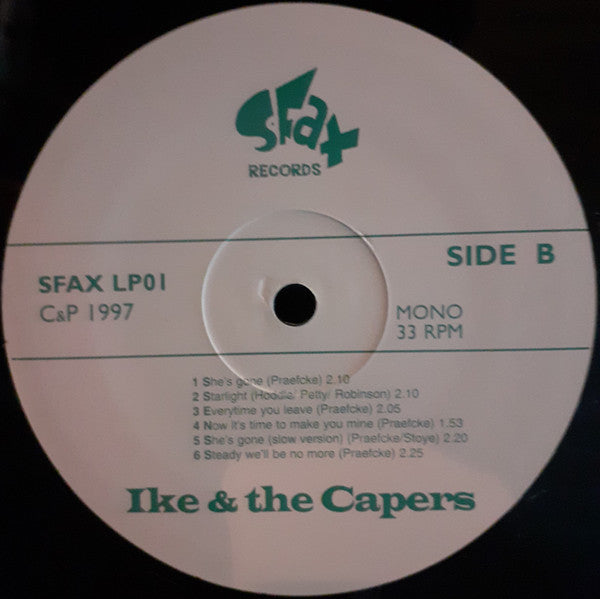 Sfax
RECORDS
SIDE B
SFAX LP01
C&P 1997
MONO
33 RPM
1 She's gone (Praefcke) 2.10
2 Starlight (Hoddie/ Petty/ Robinson) 2.10
3 Everytime you leave (Praefcke) 2.05
4 Now it's time to make you mine (Praefcke) 1.53
5 She's gone (slow version) (Praefcke/Stoye) 2.20
6 Steady we'll be no more (Praefcke) 2.25
Ike & the Capers